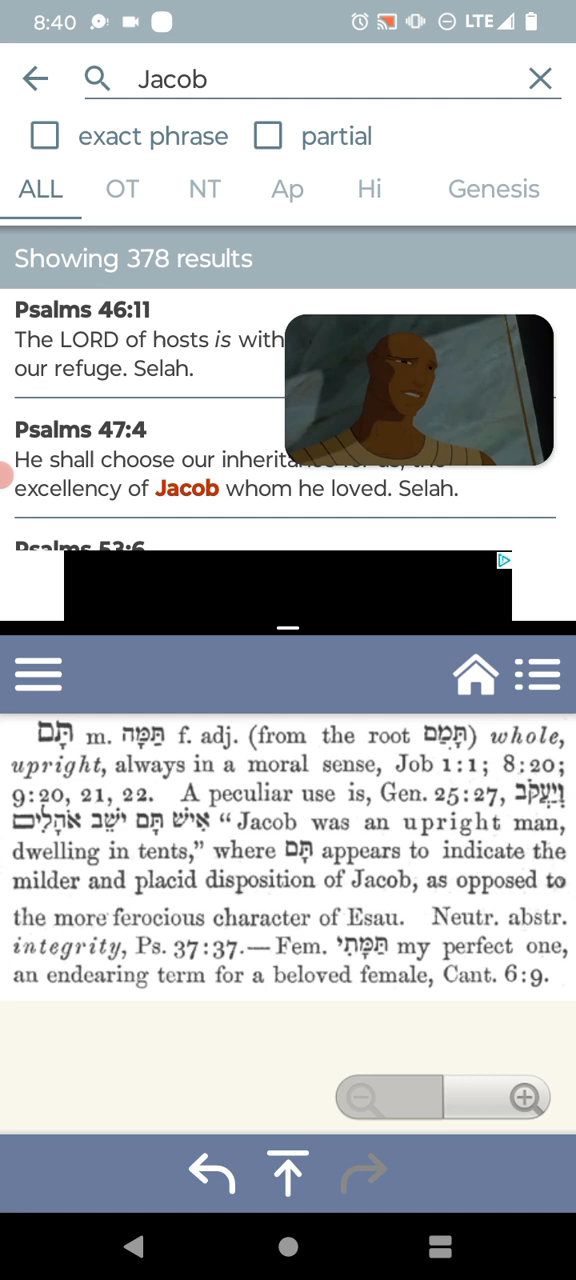 8:40
LTE
Jacob
exact phrase partial
ALL OT NT Ap Hi Genesis
Showing 378 results
Psalms 46:11
The LORD of hosts is with
our refuge. Selah.
Psalms 47:4
He shall choose our inherita
excellency of Jacob whom he loved. Selah.
Psalms 53:6
תָּם m. תַּמָּה f. adj. (from the root תָּמַם) whole,
upright, always in a moral sense, Job 1:1; 8:20;
9:20, 21, 22. A peculiar use is, Gen. 25:27, וְיַעֲקֹב
אִישׁ תָּם ישֵׁב אֹהָלִים “Jacob was an upright man,
dwelling in tents,” where תָּם appears to indicate the
milder and placid disposition of Jacob, as opposed to
the more ferocious character of Esau. Neutr. abstr.
integrity, Ps. 37:37.— Fem. תַּמָּתִי my perfect one,
an endearing term for a beloved female, Cant. 6:9.